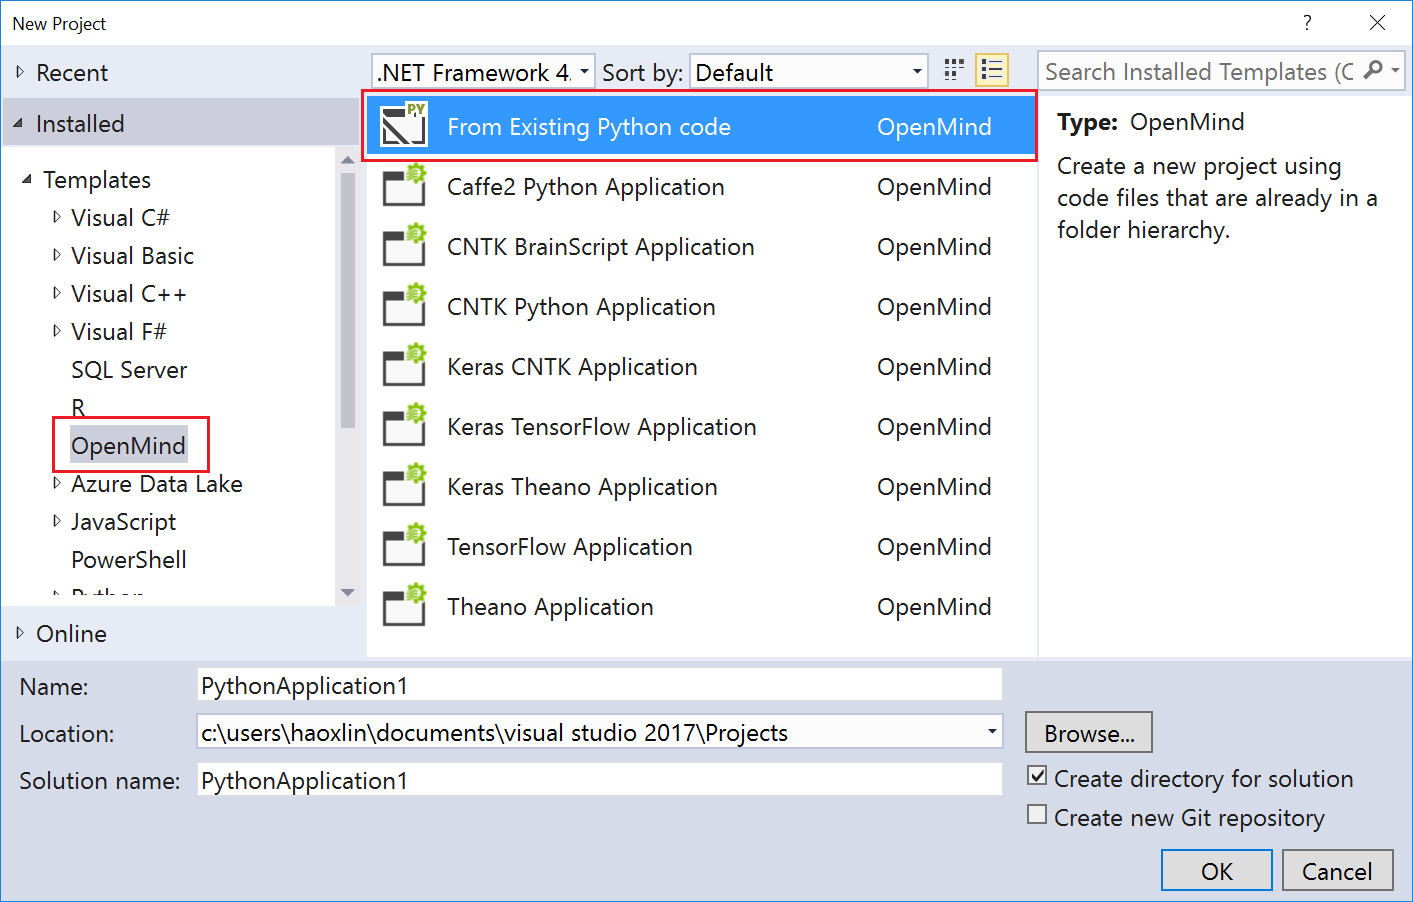 New Project
?
Recent
.NET Framework 4.
Sort by:
Default
Search Installed Templates (C
Installed
Templates
Visual C#
Visual Basic
Visual C++
Visual F#
SQL Server
R
OpenMind
Azure Data Lake
JavaScript
PowerShell
Python
Online
PY
From Existing Python code OpenMind
Caffe2 Python Application OpenMind
CNTK BrainScript Application OpenMind
CNTK Python Application OpenMind
Keras CNTK Application OpenMind
Keras TensorFlow Application OpenMind
Keras Theano Application OpenMind
TensorFlow Application OpenMind
Theano Application OpenMind
Type: OpenMind
Create a new project using
code files that are already in a
folder hierarchy.
Name: PythonApplication1
Location: c:\users\haoxlin\documents\visual studio 2017\Projects
Browse...
Solution name: PythonApplication1
Create directory for solution
Create new Git repository
OK
Cancel